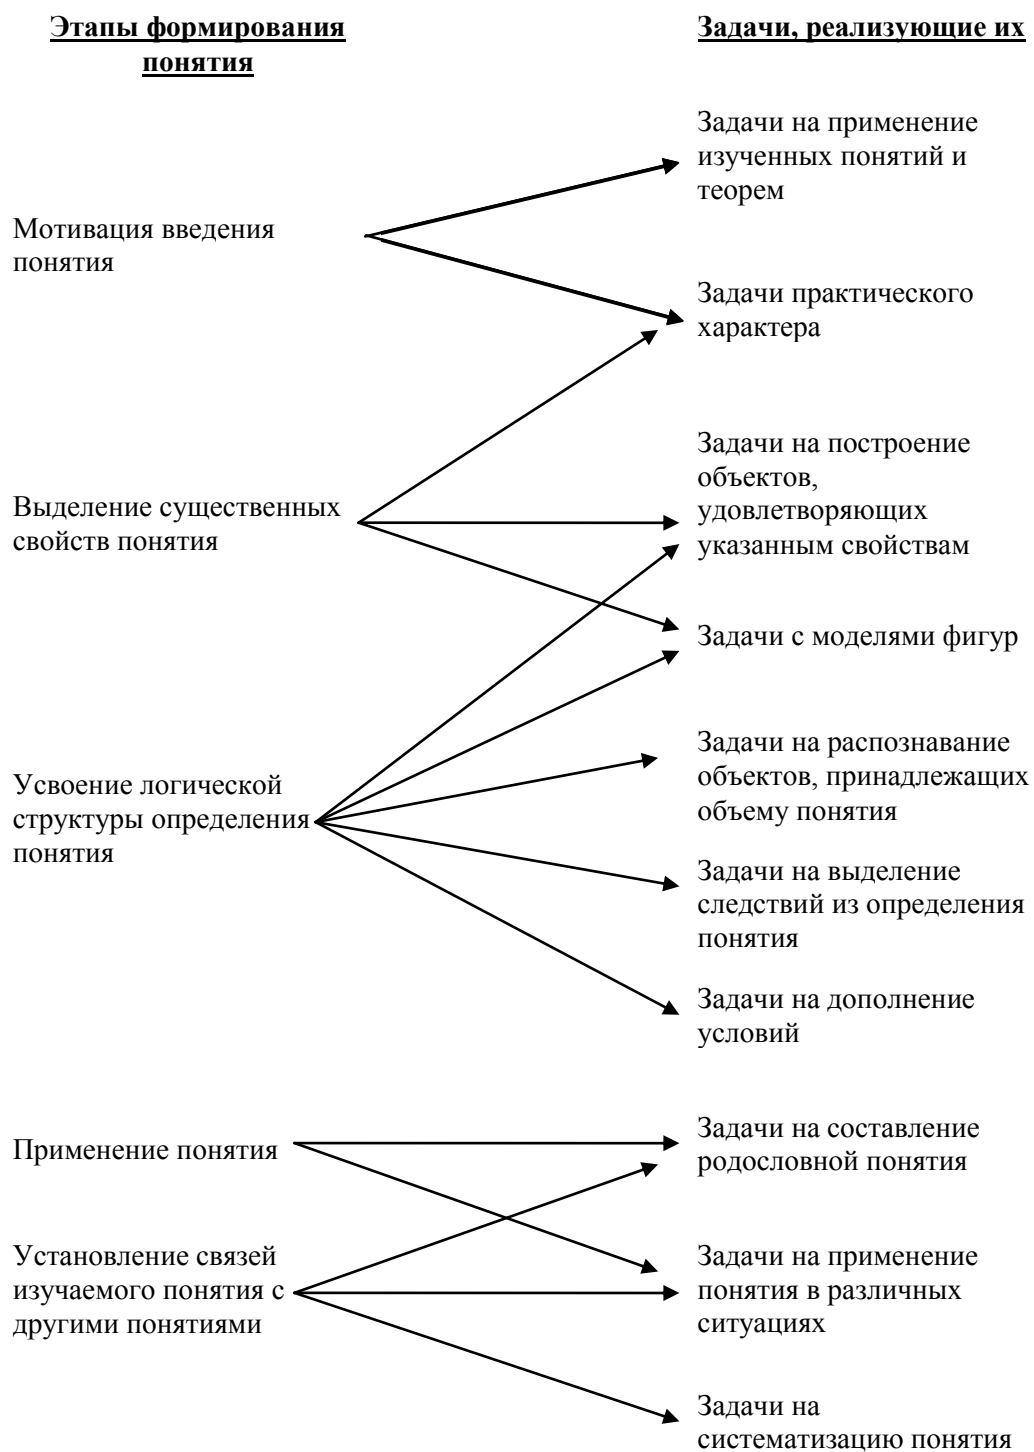 Этапы формирования
понятия
Задачи, реализующие их
Задачи на применение
изученных понятий и
теорем
Мотивация введения
понятия
Задачи практического
характера
Задачи на построение
объектов,
удовлетворяющих
указанным свойствам
Выделение существенных
свойств понятия
Задачи с моделями фигур
Задачи на распознавание
объектов, принадлежащих
объему понятия
Усвоение логической
структуры определения
понятия
Задачи на выделение
следствий из определения
понятия
Задачи на дополнение
условий
Применение понятия
Задачи на составление
родословной понятия
Установление связей
изучаемого понятия с
другими понятиями
Задачи на применение
понятия в различных
ситуациях
Задачи на
систематизацию понятия